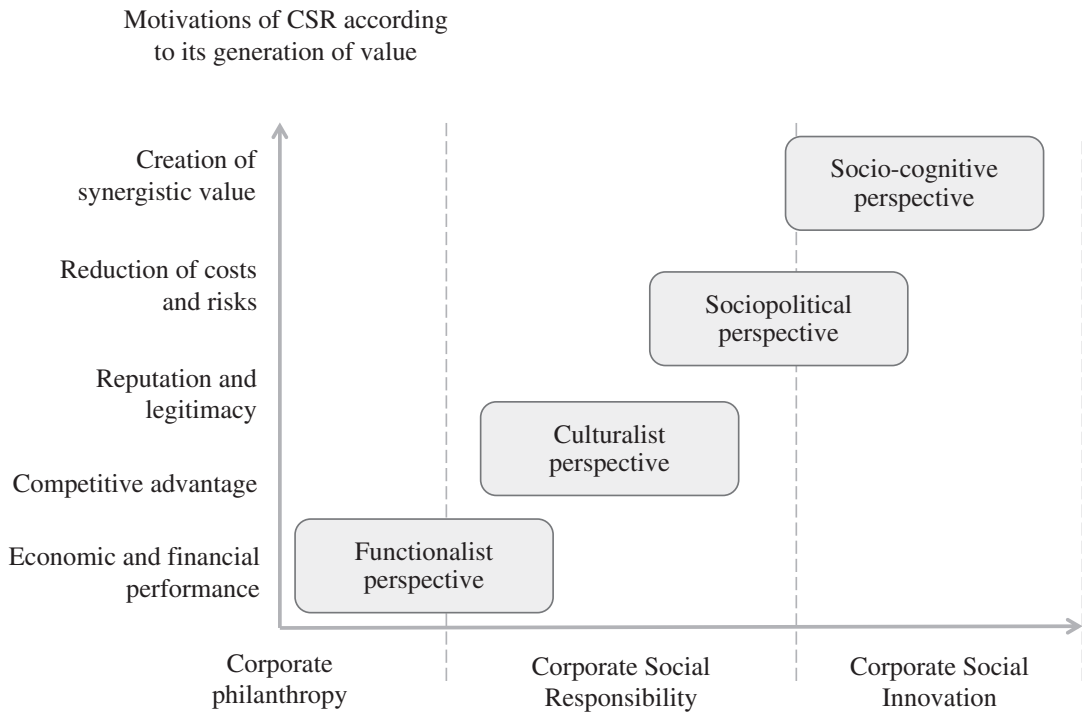 Motivations of CSR according
to its generation of value
Creation of
synergistic value
Socio-cognitive
perspective
Reduction of costs
and risks
Sociopolitical
perspective
Reputation and
legitimacy
Culturalist
perspective
Competitive advantage
Economic and financial
performance
Functionalist
perspective
Corporate
philanthropy
Corporate Social
Responsibility
Corporate Social
Innovation